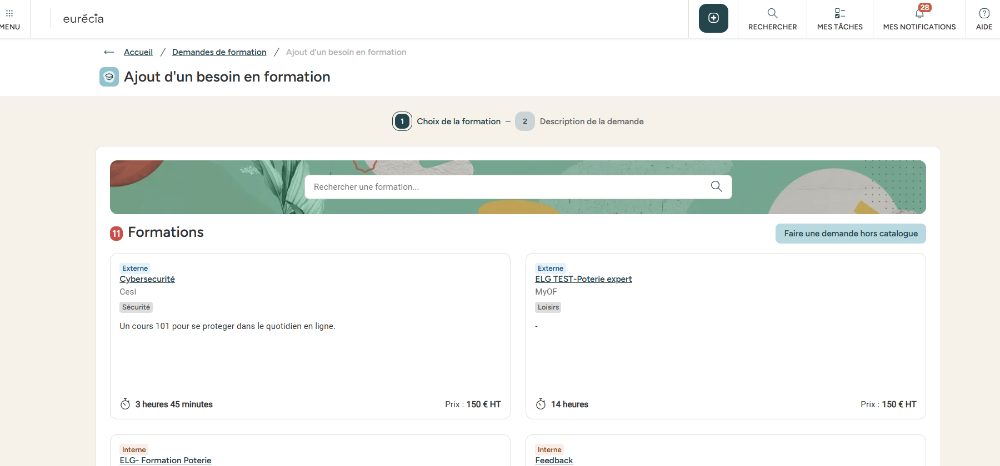 MENU
eurécia
RECHERCHER
MES TÂCHES
28
MES NOTIFICATIONS
AIDE
Accueil / Demandes de formation / Ajout d'un besoin en formation
Ajout d'un besoin en formation
1 Choix de la formation – 2 Description de la demande
Rechercher une formation...
11 Formations
Faire une demande hors catalogue
Externe
Cybersecurité
Cesi
Sécurité
Un cours 101 pour se proteger dans le quotidien en ligne.
3 heures 45 minutes
Prix : 150 € HT
Externe
ELG TEST-Poterie expert
MyOF
Loisirs
-
14 heures
Prix : 150 € HT
Interne
ELG- Formation Poterie
Interne
Feedback